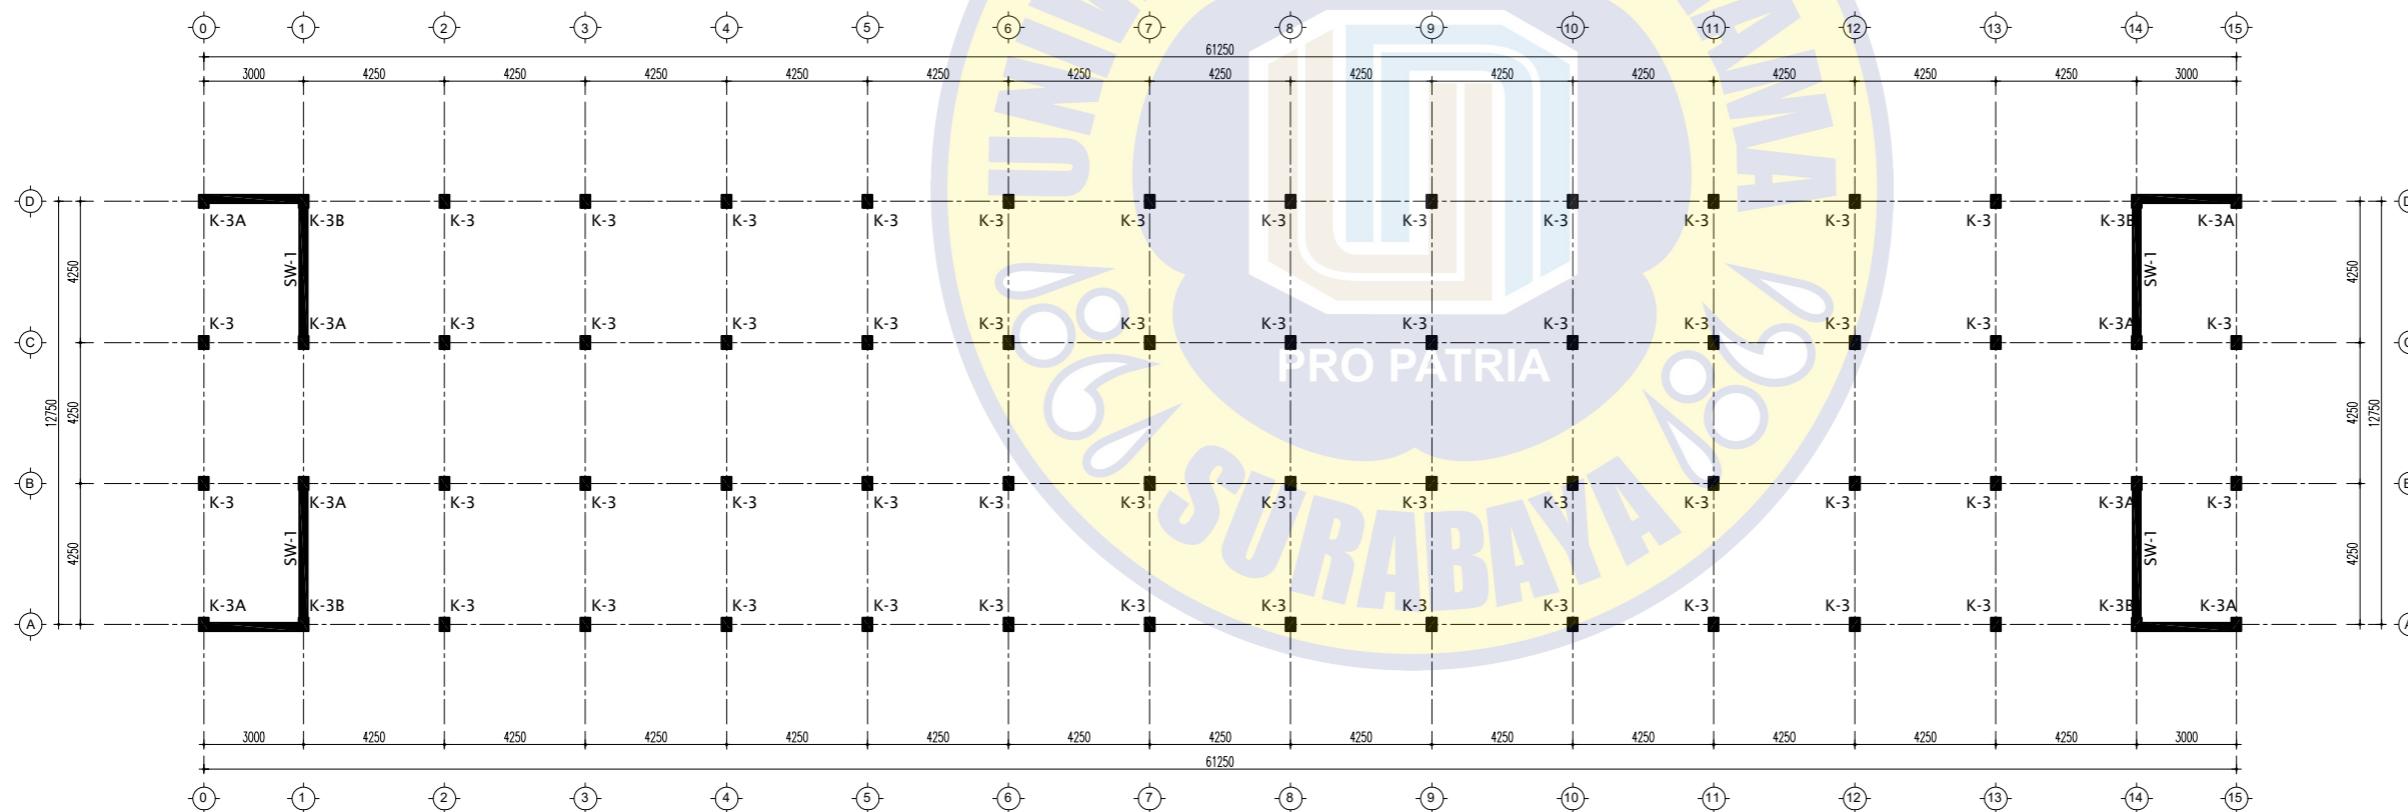 0 1 2 3 4 5 6 7 8 9 10 11 12 13 14 15
61250
3000 4250 4250 4250 4250 4250 4250 4250 4250 4250 4250 4250 4250 4250 3000
D D
K-3A K-3B K-3 K-3 K-3 K-3 K-3 K-3 K-3 K-3 K-3 K-3 K-3 K-3 K-3B K-3A
4250 SW-1 SW-1 4250
K-3 K-3A K-3 K-3 K-3 K-3 K-3 K-3 K-3 K-3 K-3 K-3 K-3 K-3 K-3A K-3
C C
PRO PATRIA
12750 4250 4250 12750
B B
K-3 K-3A K-3 K-3 K-3 K-3 K-3 K-3 K-3 K-3 K-3 K-3 K-3 K-3 K-3A K-3
SURABAYA
4250 SW-1 SW-1 4250
K-3A K-3B K-3 K-3 K-3 K-3 K-3 K-3 K-3 K-3 K-3 K-3 K-3 K-3 K-3B K-3A
A A
3000 4250 4250 4250 4250 4250 4250 4250 4250 4250 4250 4250 4250 4250 3000
61250
0 1 2 3 4 5 6 7 8 9 10 11 12 13 14 15